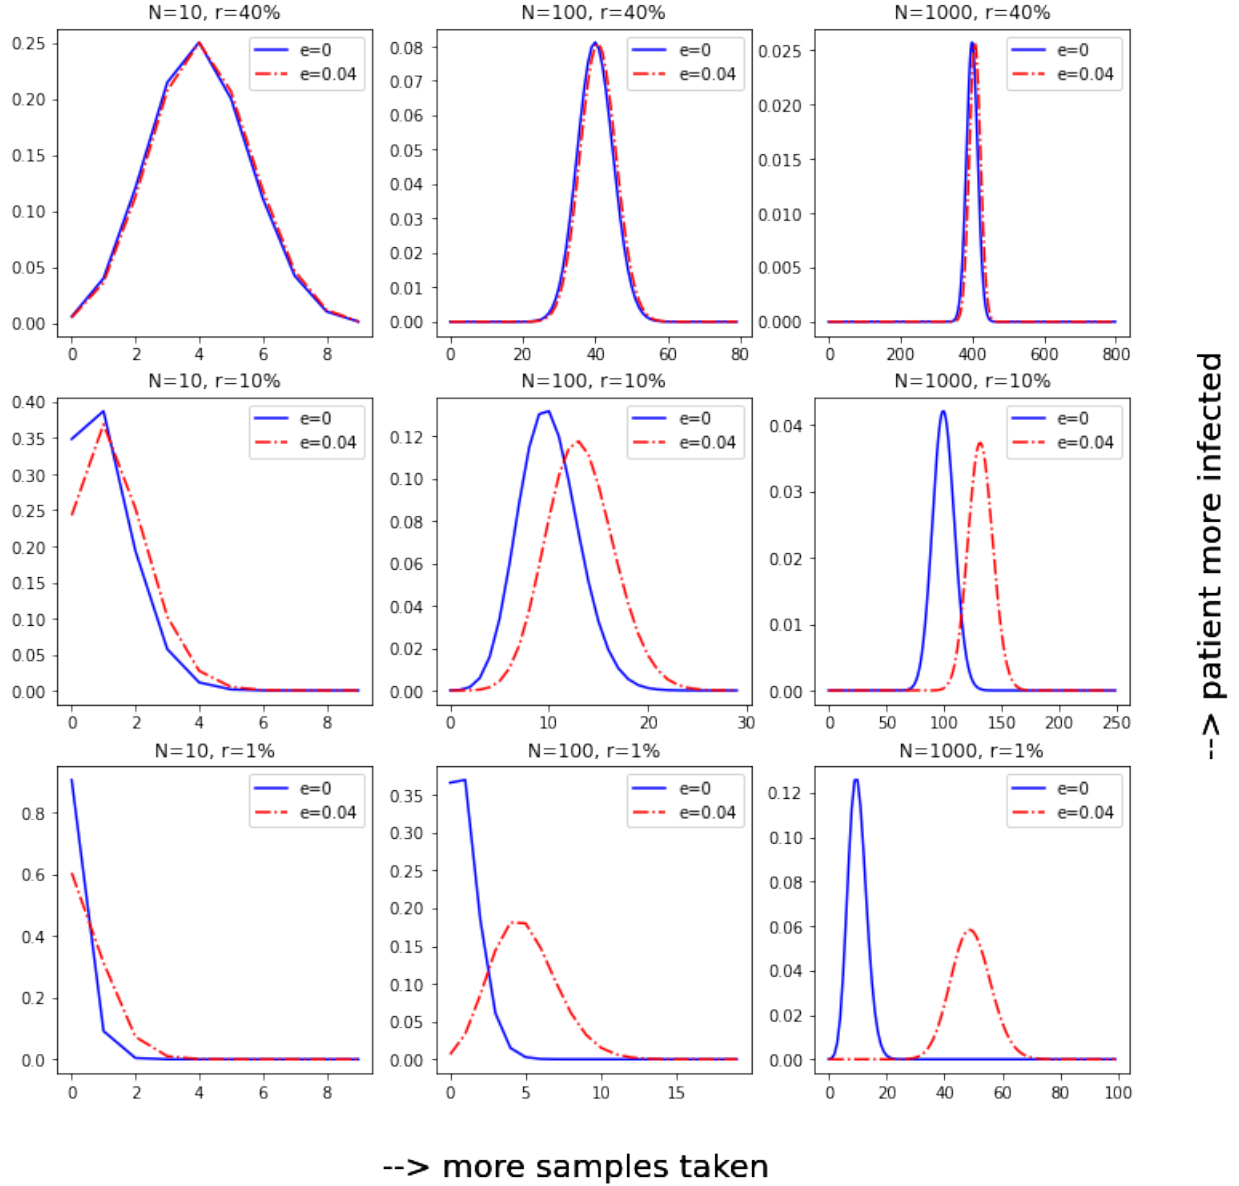 N=10, r=40%
0.25
0.20
0.15
0.10
0.05
0.00
0 2 4 6 8
e=0
e=0.04
N=100, r=40%
0.08
0.07
0.06
0.05
0.04
0.03
0.02
0.01
0.00
0 20 40 60 80
e=0
e=0.04
N=1000, r=40%
0.025
0.020
0.015
0.010
0.005
0.000
0 200 400 600 800
e=0
e=0.04
N=10, r=10%
0.40
0.35
0.30
0.25
0.20
0.15
0.10
0.05
0.00
0 2 4 6 8
e=0
e=0.04
N=100, r=10%
0.12
0.10
0.08
0.06
0.04
0.02
0.00
0 10 20 30
e=0
e=0.04
N=1000, r=10%
0.04
0.03
0.02
0.01
0.00
0 50 100 150 200 250
e=0
e=0.04
N=10, r=1%
0.8
0.6
0.4
0.2
0.0
0 2 4 6 8
e=0
e=0.04
N=100, r=1%
0.35
0.30
0.25
0.20
0.15
0.10
0.05
0.00
0 5 10 15
e=0
e=0.04
N=1000, r=1%
0.12
0.10
0.08
0.06
0.04
0.02
0.00
0 20 40 60 80 100
e=0
e=0.04
--> patient more infected
--> more samples taken